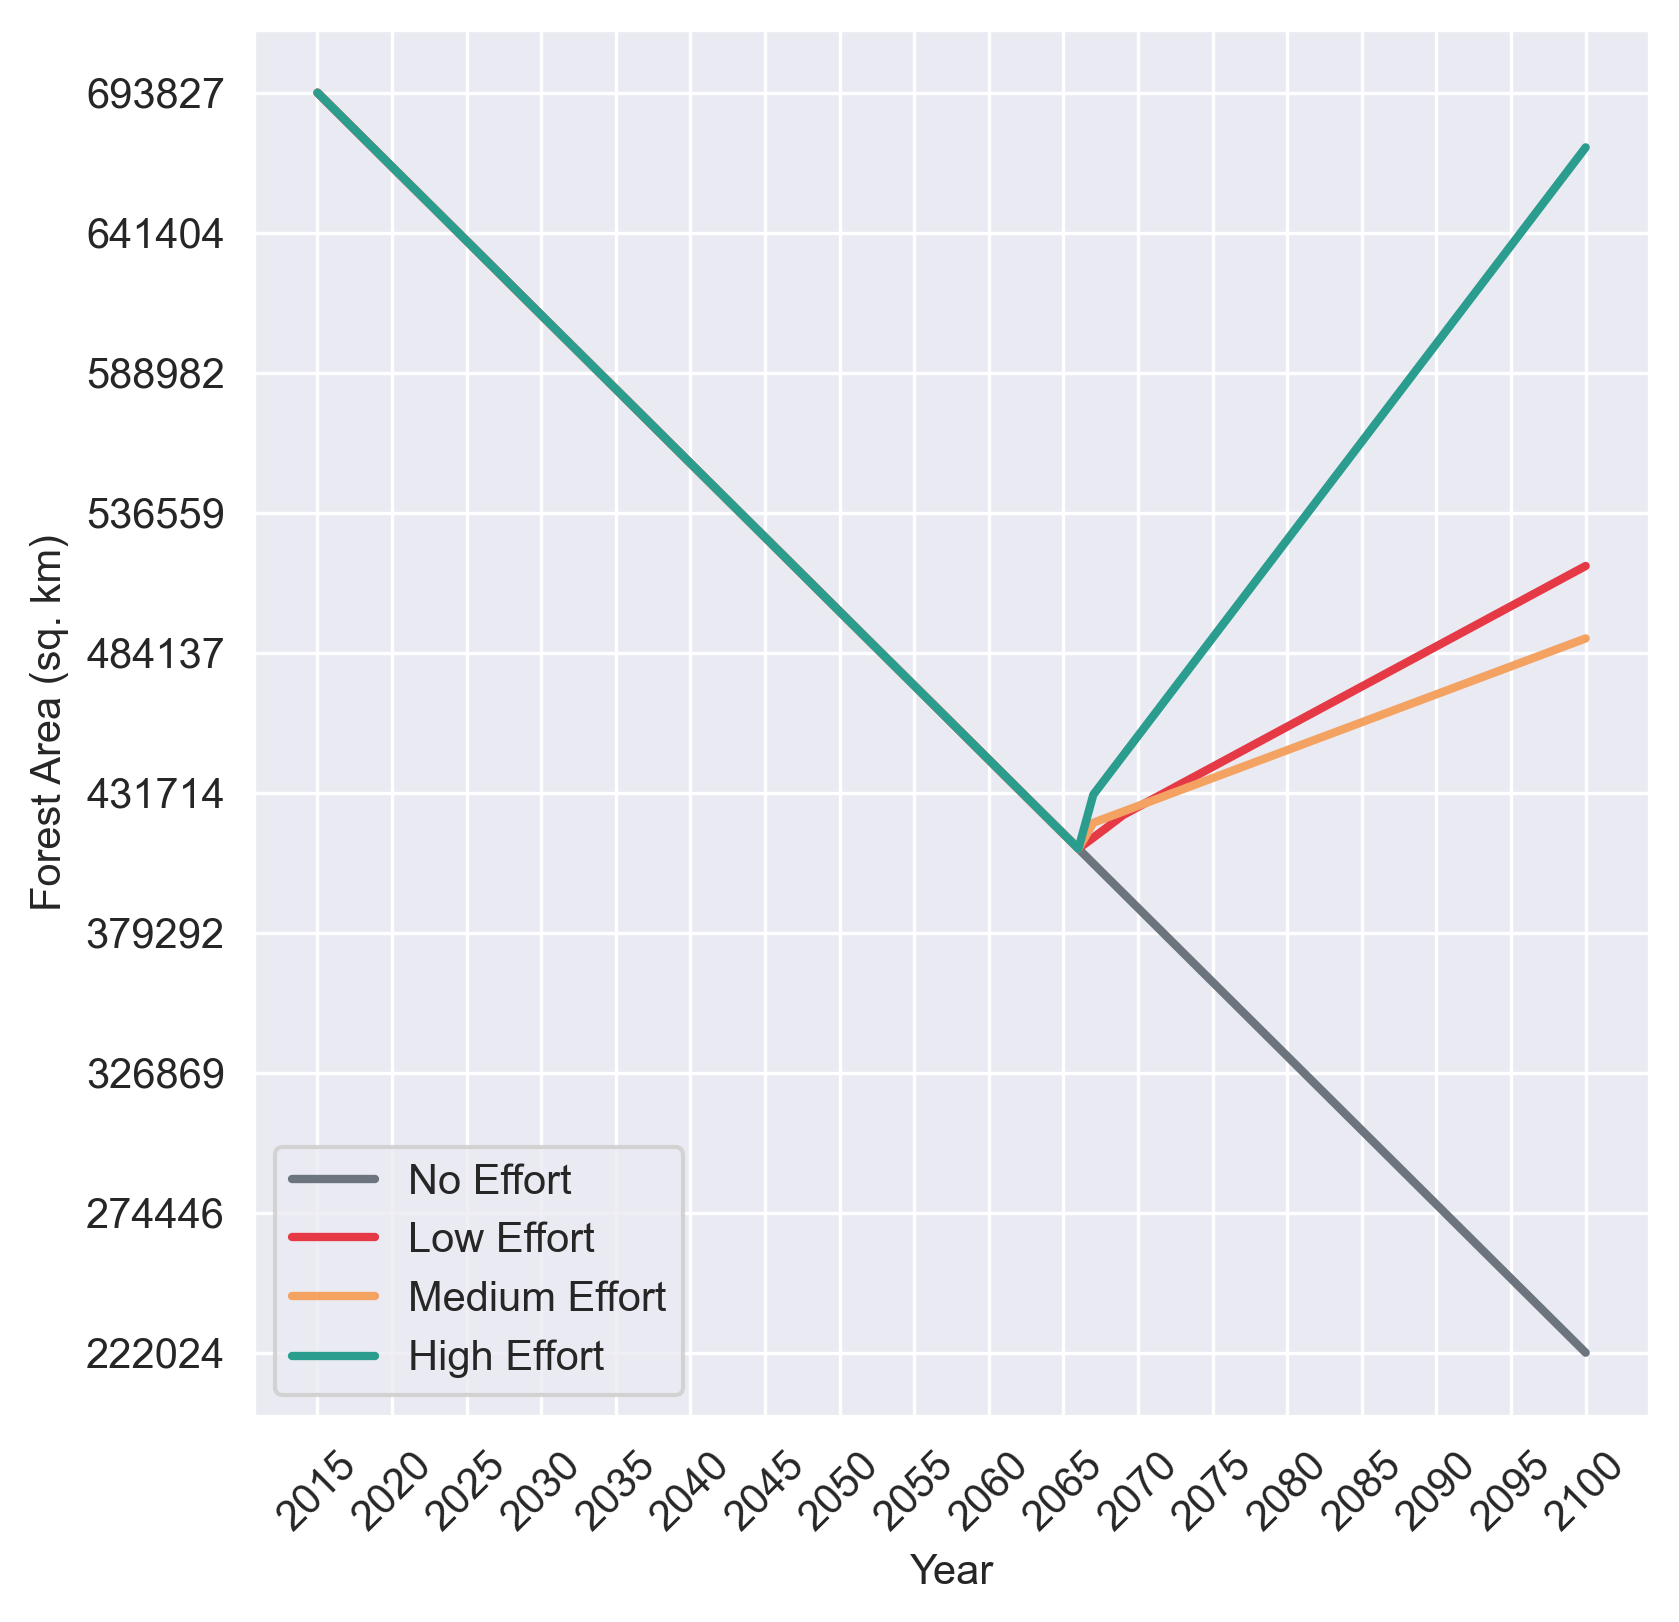 693827
641404
588982
536559
484137
431714
379292
326869
274446
222024
Forest Area (sq. km)
No Effort
Low Effort
Medium Effort
High Effort
2015 2020 2025 2030 2035 2040 2045 2050 2055 2060 2065 2070 2075 2080 2085 2090 2095 2100
Year